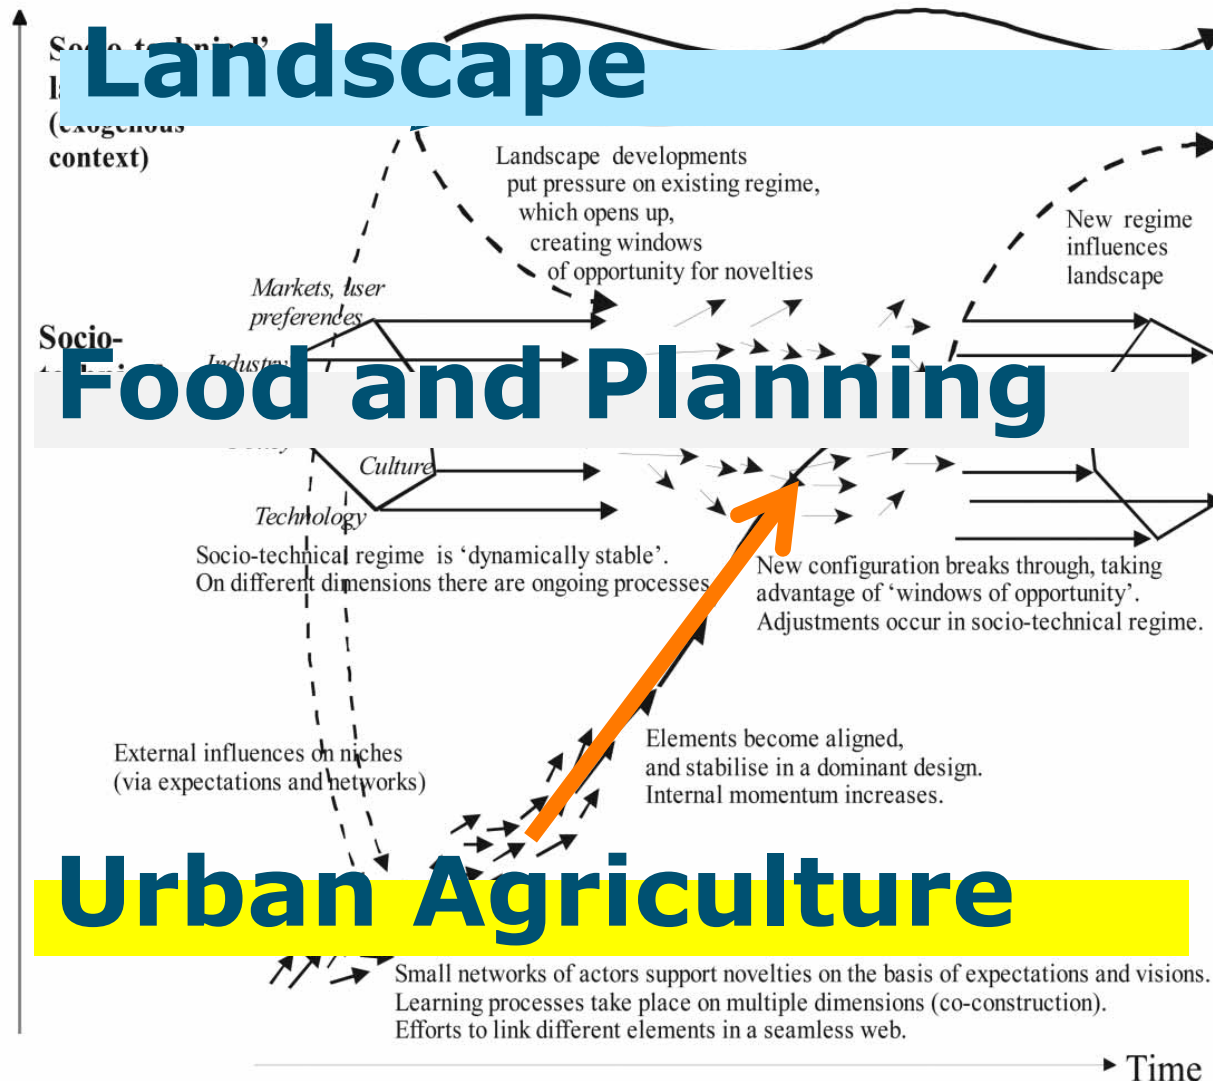 Landscape
(exogenous
context)
Landscape developments
put pressure on existing regime,
which opens up,
creating windows
of opportunity for novelties
New regime
influences
landscape
Markets, user
preferences
Socio-
Industry
Food and Planning
Culture
Technology
Socio-technical regime is ‘dynamically stable’.
On different dimensions there are ongoing processes
New configuration breaks through, taking
advantage of ‘windows of opportunity’.
Adjustments occur in socio-technical regime.
External influences on niches
(via expectations and networks)
Elements become aligned,
and stabilise in a dominant design.
Internal momentum increases.
Urban Agriculture
Small networks of actors support novelties on the basis of expectations and visions.
Learning processes take place on multiple dimensions (co-construction).
Efforts to link different elements in a seamless web.
Time